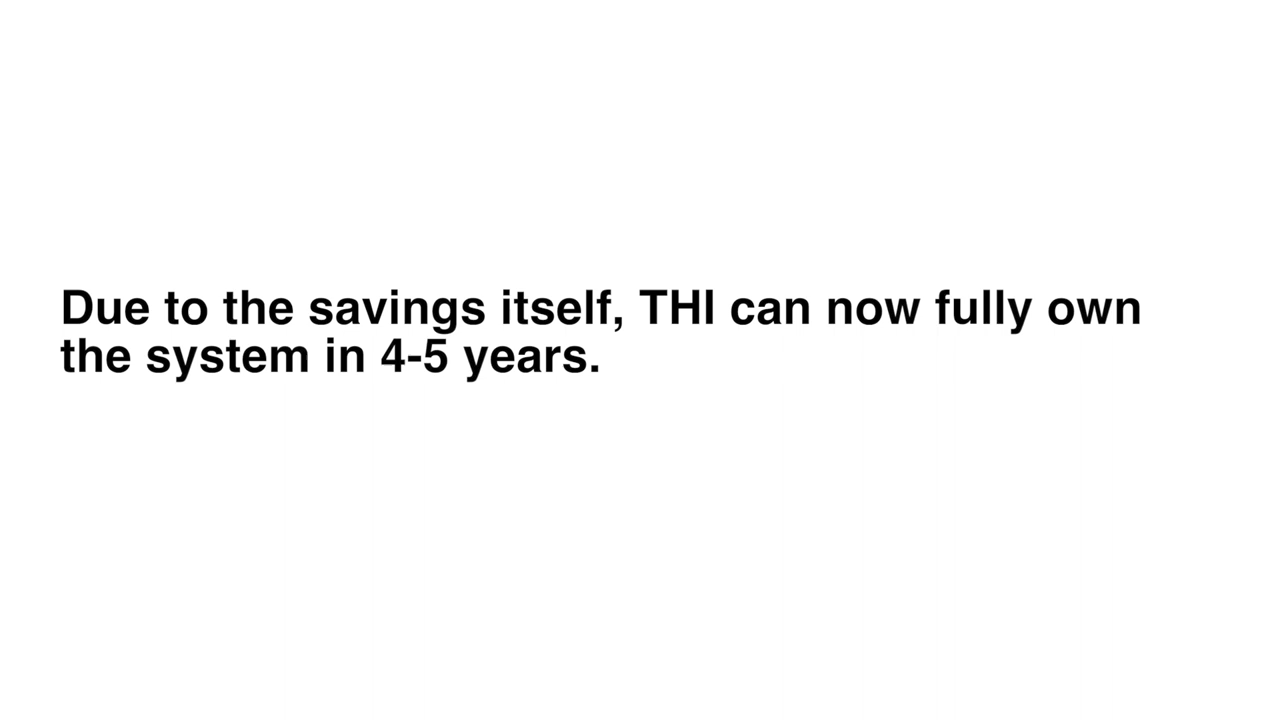 Due to the savings itself, THI can now fully own
the system in 4-5 years.